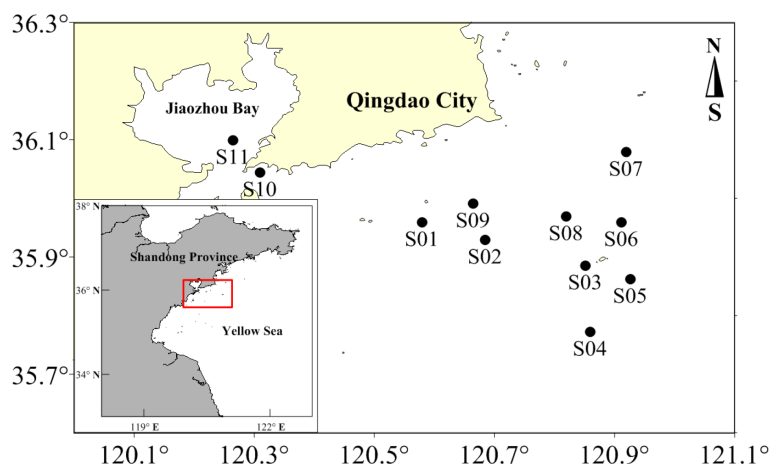 36.3°
N
Jiaozhou Bay
Qingdao City
S
36.1°
S11
S07
S10
S09
S08
S01
S02
S06
35.9°
S03
S05
S04
35.7°
38° N
Shandong Province
36° N
Yellow Sea
34° N
119° E
122° E
120.1°
120.3°
120.5°
120.7°
120.9°
121.1°